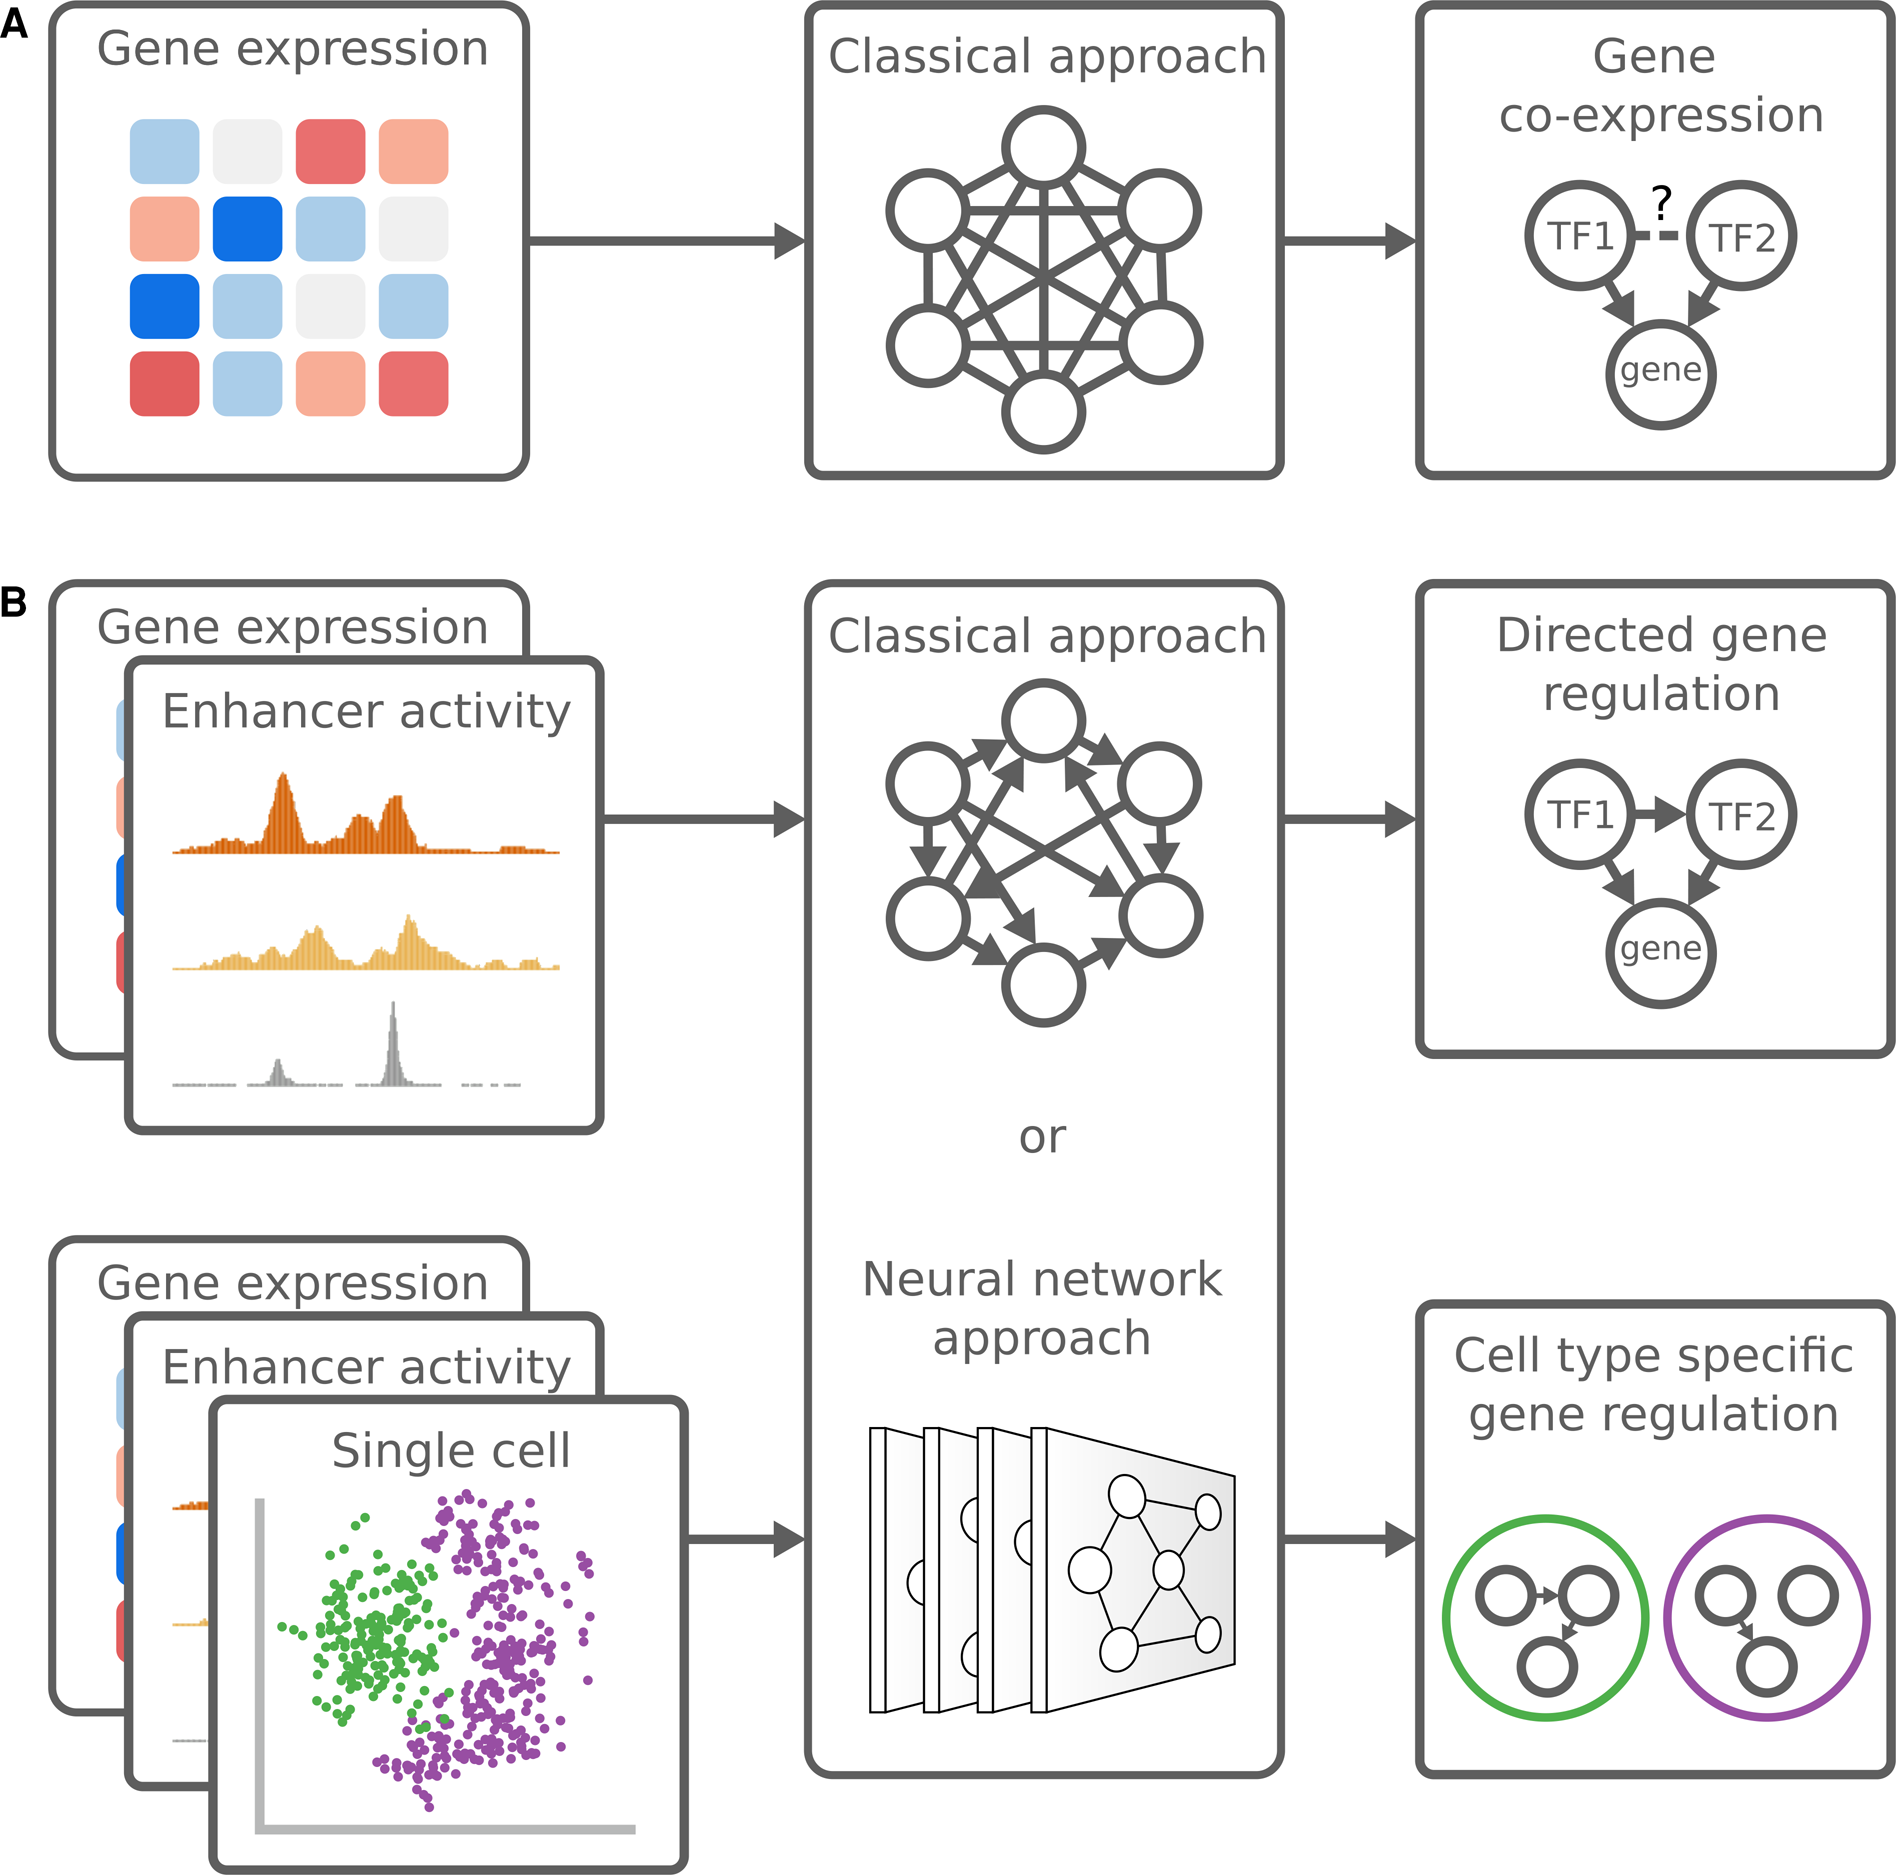 A
Gene expression
Classical approach
Gene
co-expression
TF1
?
TF2
gene
B
Gene expression
Enhancer activity
Classical approach
or
Neural network
approach
Directed gene
regulation
TF1
TF2
gene
Gene expression
Enhancer activity
Single cell
Cell type specific
gene regulation